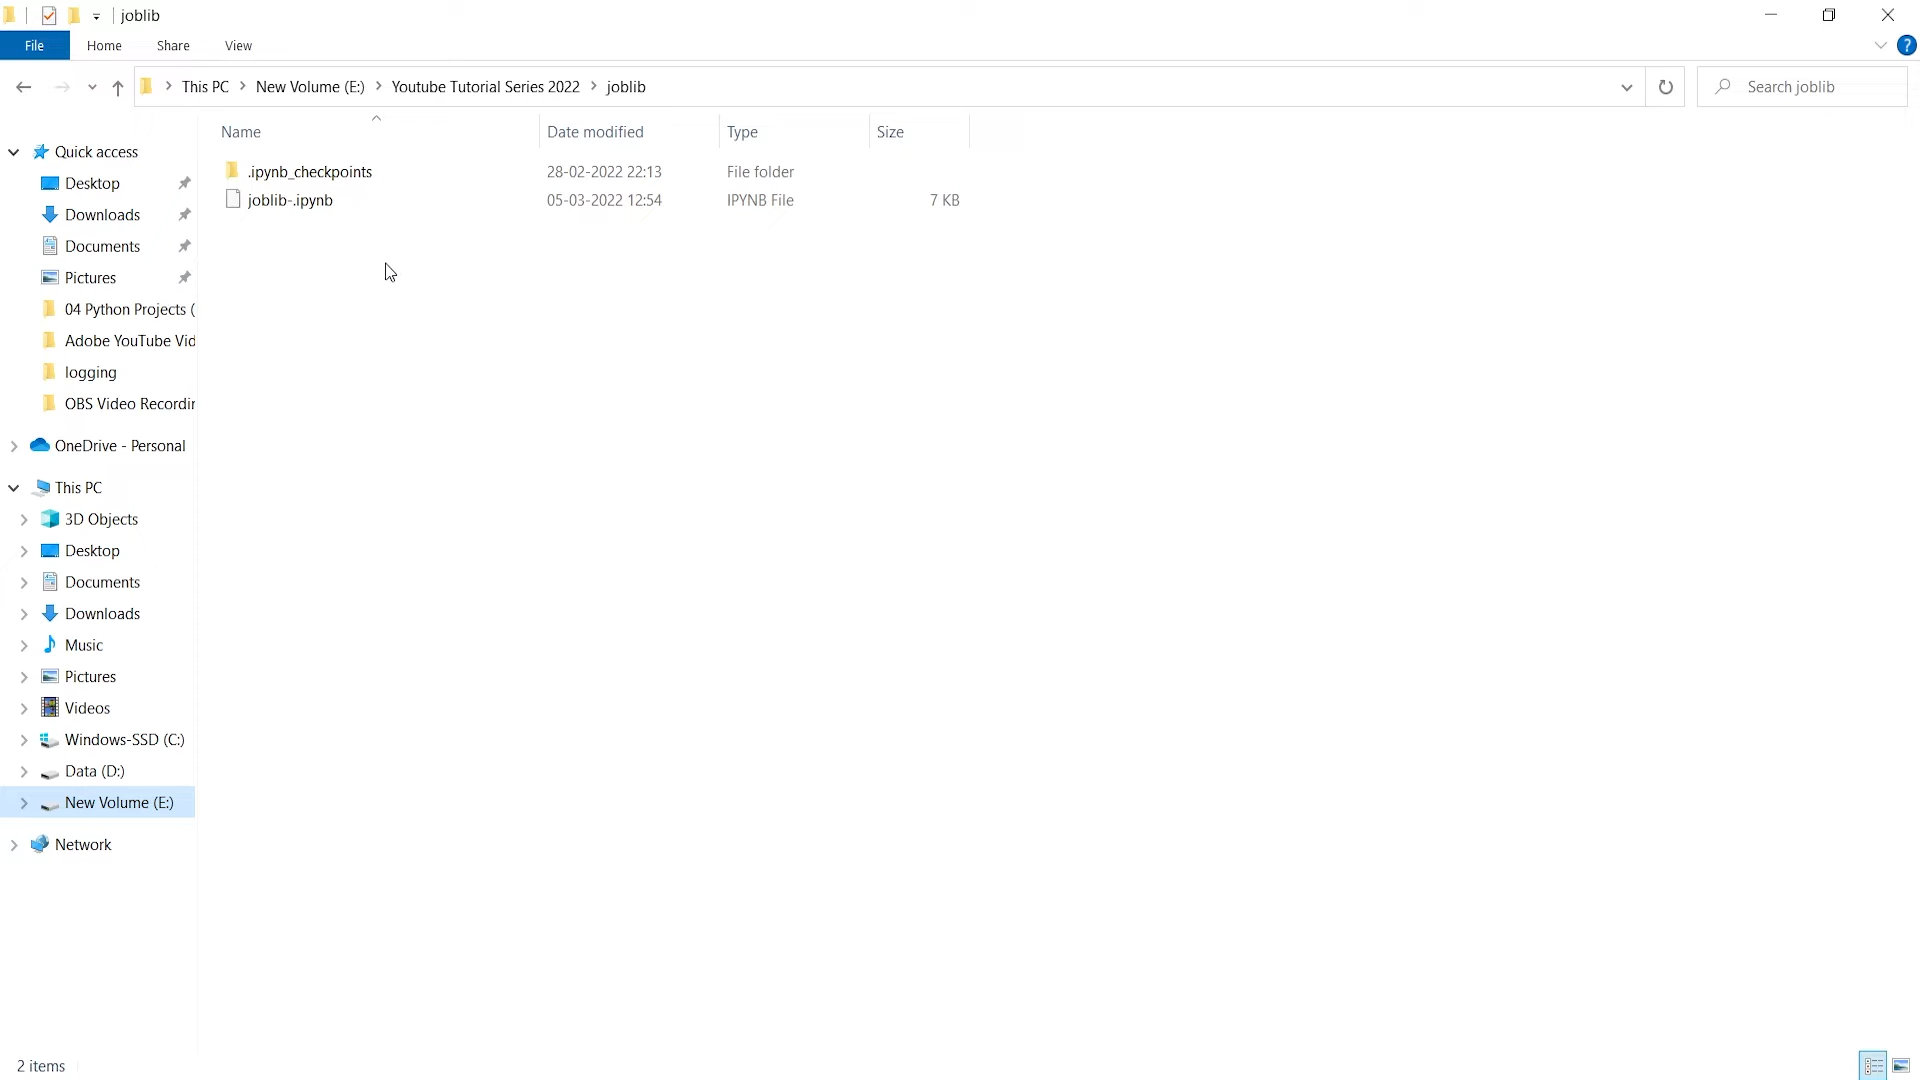 joblib
File Home Share View
This PC New Volume (E:) Youtube Tutorial Series 2022 joblib
Search joblib
Name Date modified Type Size
.ipynb_checkpoints 28-02-2022 22:13 File folder
joblib-.ipynb 05-03-2022 12:54 IPYNB File 7 KB
Quick access
Desktop
Downloads
Documents
Pictures
04 Python Projects (
Adobe YouTube Vid
logging
OBS Video Recordin
OneDrive - Personal
This PC
3D Objects
Desktop
Documents
Downloads
Music
Pictures
Videos
Windows-SSD (C:)
Data (D:)
New Volume (E:)
Network
2 items